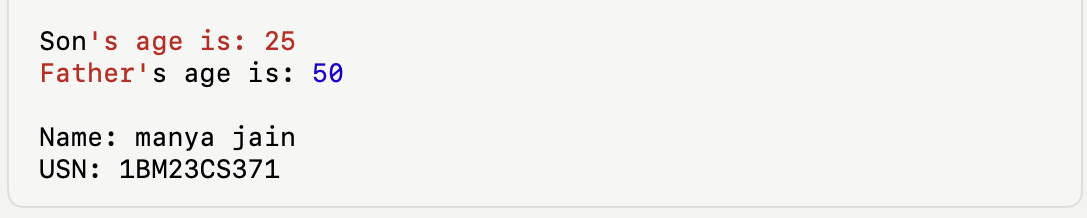 Son's age is: 25
Father's age is: 50
Name: manya jain
USN: 1BM23CS371